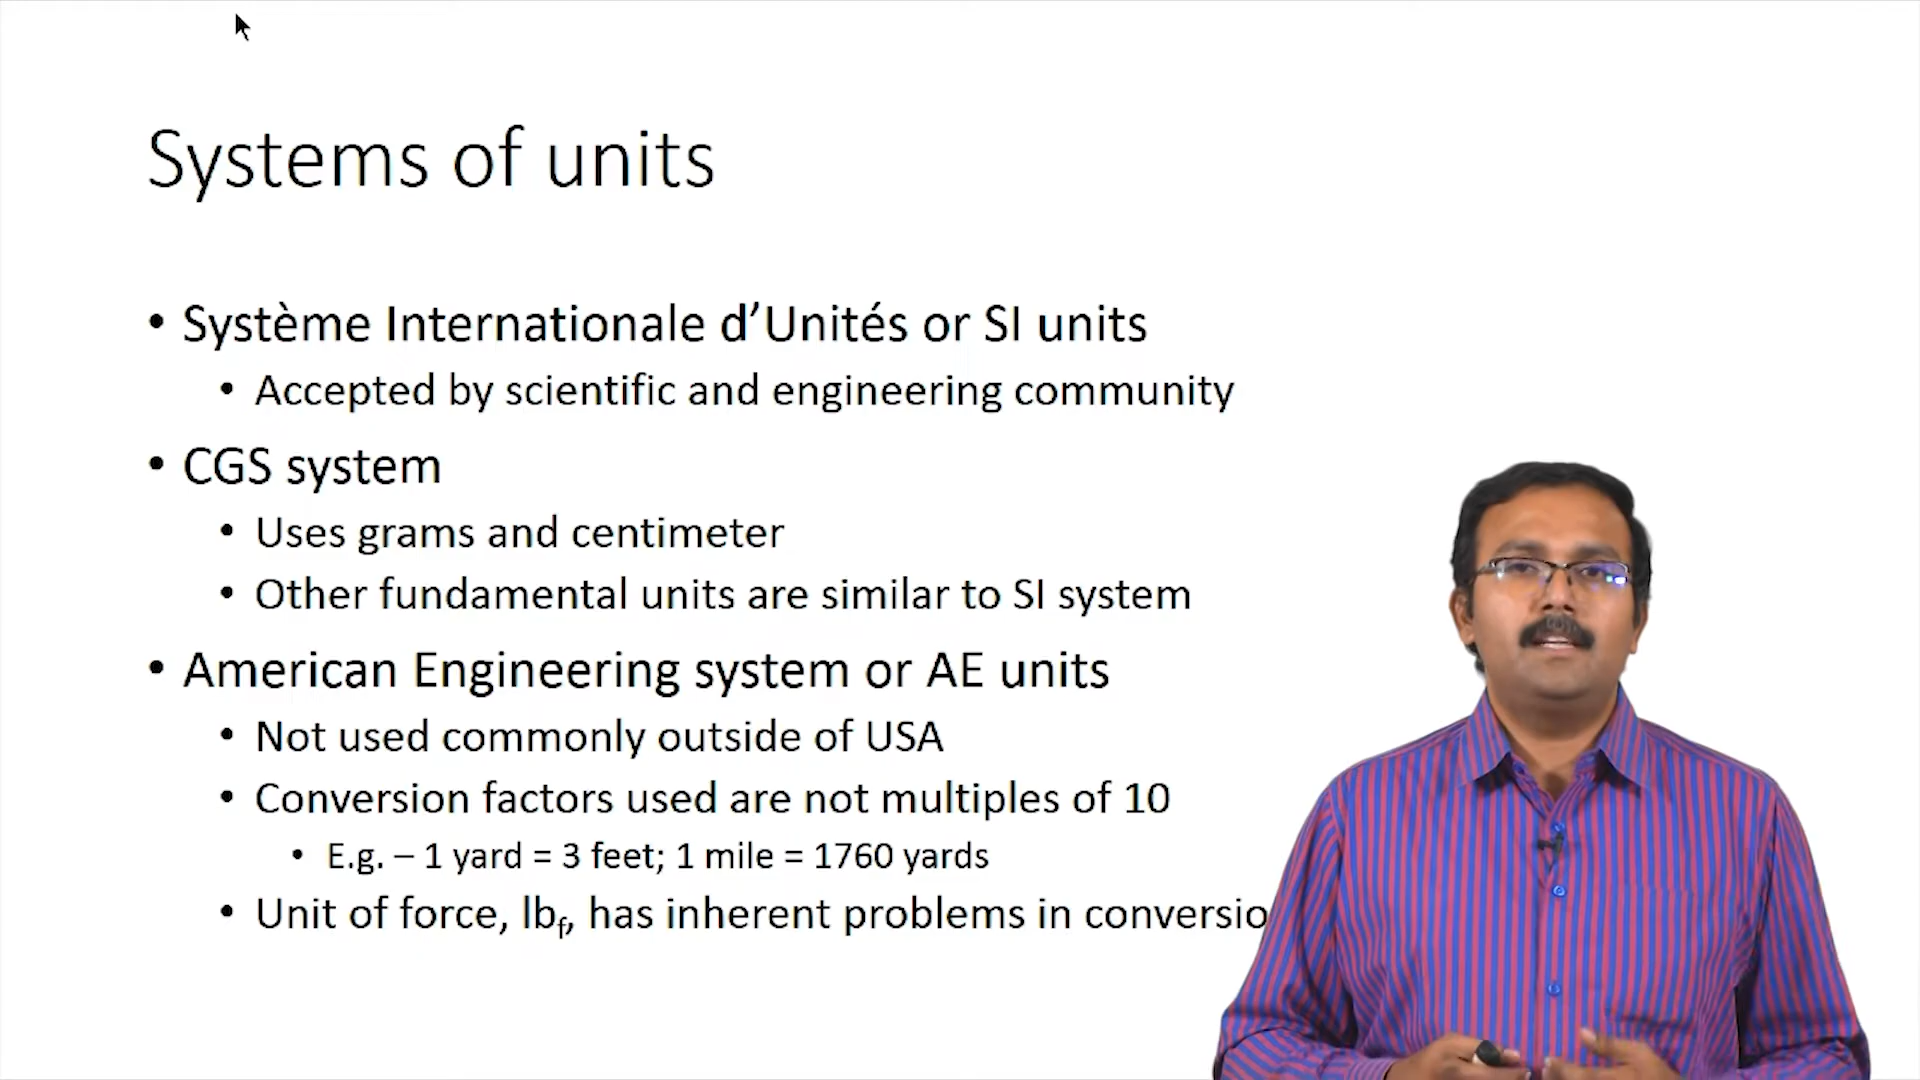 Systems of units
• Système Internationale d’Unités or SI units
• Accepted by scientific and engineering community
• CGS system
• Uses grams and centimeter
• Other fundamental units are similar to SI system
• American Engineering system or AE units
• Not used commonly outside of USA
• Conversion factors used are not multiples of 10
• E.g. – 1 yard = 3 feet; 1 mile = 1760 yards
• Unit of force, lbf, has inherent problems in conversio